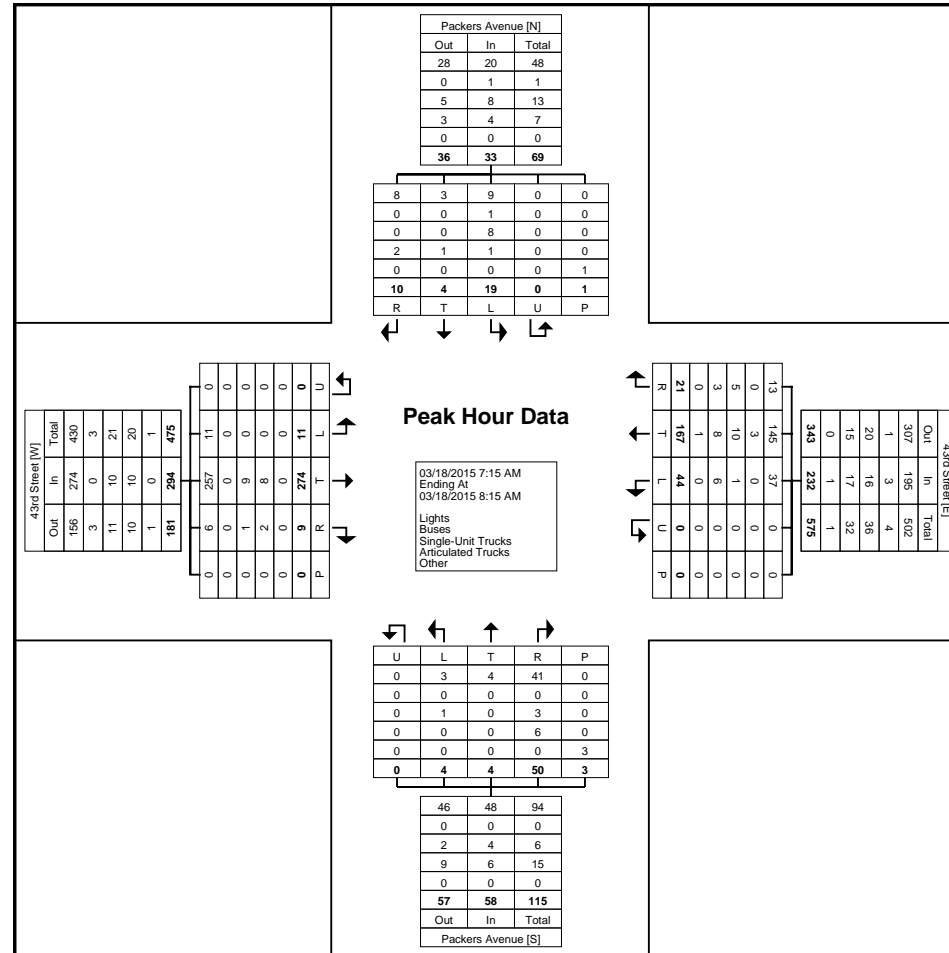 Packers Avenue [N]
Out In Total
28 20 48
0 1 1
5 8 13
3 4 7
0 0 0
36 33 69
8 3 9 0 0
0 0 1 0 0
0 0 8 0 0
2 1 1 0 0
0 0 0 0 1
10 4 19 0 1
R T L U P
U L T R P
0 11 274 9 0
0 0 0 0 0
0 0 8 2 0
0 0 9 1 0
0 0 0 0 0
0 11 257 6 0
475 294 181
1 0 1
20 10 10
21 10 11
3 0 3
430 274 156
Total In Out
43rd Street [W]
Peak Hour Data
03/18/2015 7:15 AM
Ending At
03/18/2015 8:15 AM
Lights
Buses
Single-Unit Trucks
Articulated Trucks
Other
43rd Street [E]
Out In Total
307 195 502
1 3 4
20 16 36
15 17 32
0 1 1
343 232 575
13 145 37 0 0
0 3 0 0 0
5 10 1 0 0
3 8 6 0 0
0 1 0 0 0
21 167 44 0 0
R T L U P
U L T R P
0 3 4 41 0
0 0 0 0 0
0 1 0 3 0
0 0 0 6 0
0 0 0 0 3
0 4 4 50 3
46 48 94
0 0 0
2 4 6
9 6 15
0 0 0
57 58 115
Out In Total
Packers Avenue [S]